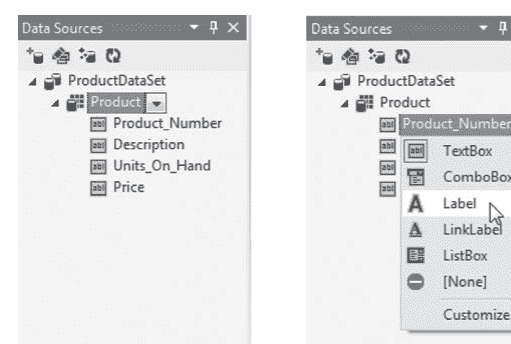 Data Sources
ProductDataSet
Product
Product_Number
Description
Units_On_Hand
Price
Data Sources
ProductDataSet
Product
Product_Number
TextBox
ComboBox
Label
LinkLabel
ListBox
[None]
Customize